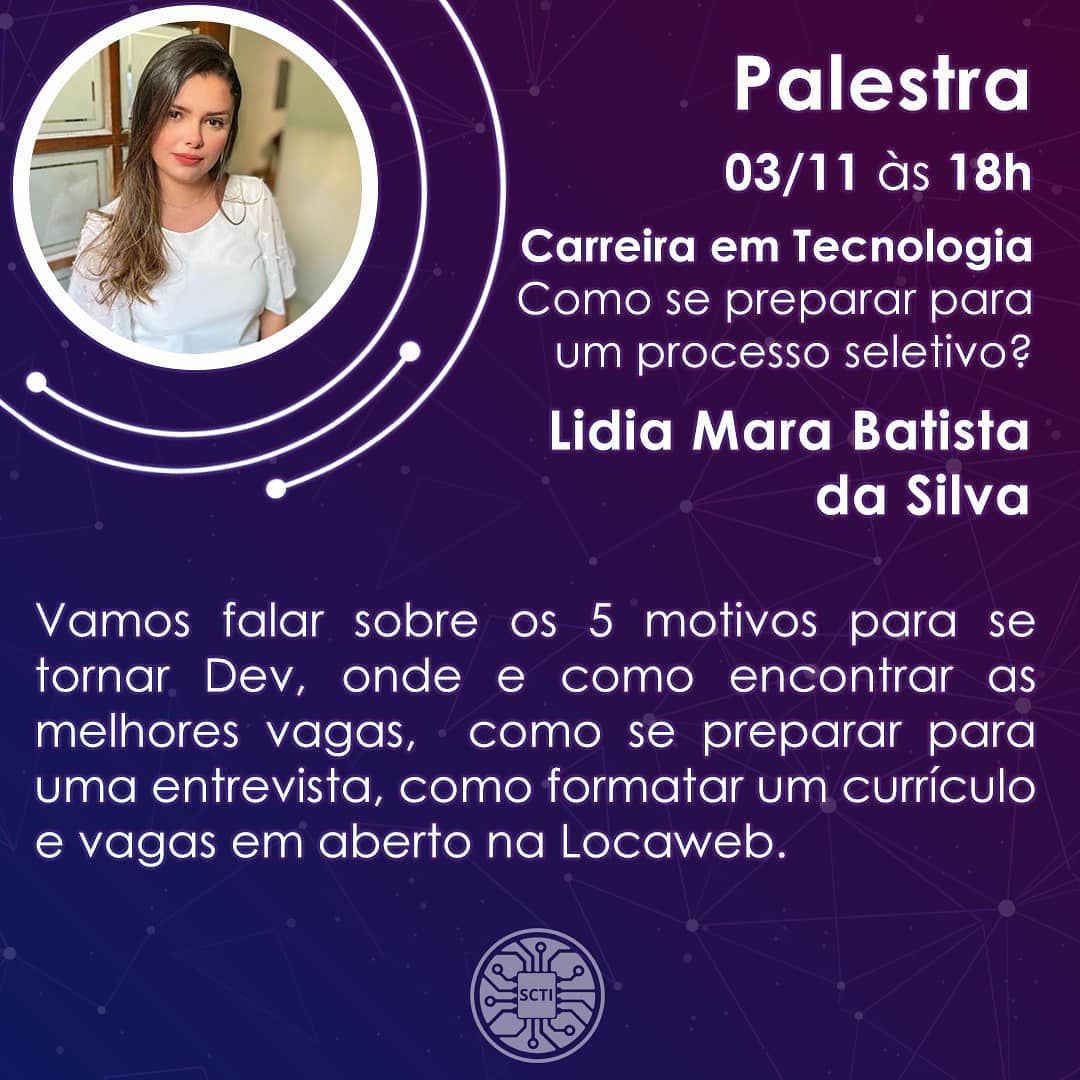 Palestra
03/11 às 18h
Carreira em Tecnologia
Como se preparar para
um processo seletivo?
Lidia Mara Batista
da Silva
Vamos falar sobre os 5 motivos para se
tornar Dev, onde e como encontrar as
melhores vagas, como se preparar para
uma entrevista, como formatar um currículo
e vagas em aberto na Locaweb.
SCTI